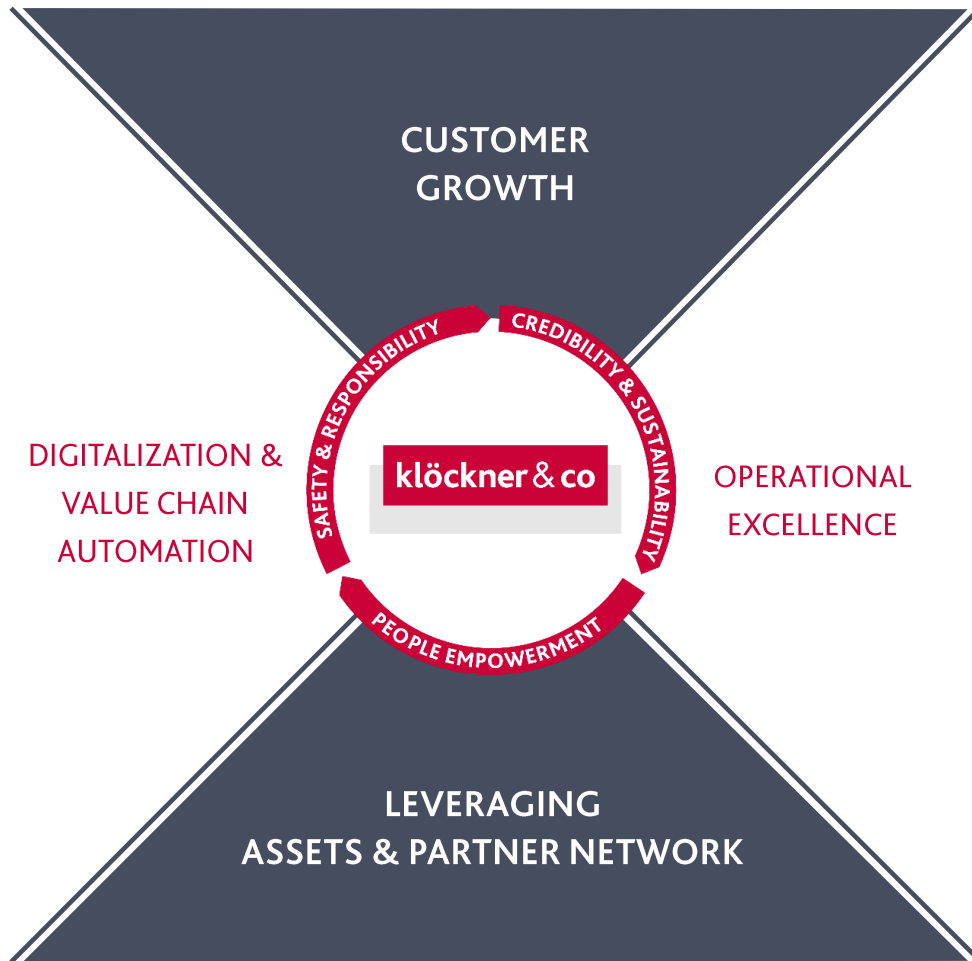 CUSTOMER
GROWTH
SAFETY & RESPONSIBILITY
CREDIBILITY & SUSTAINABILITY
DIGITALIZATION &
VALUE CHAIN
AUTOMATION
klöckner & co
OPERATIONAL
EXCELLENCE
PEOPLE EMPOWERMENT
LEVERAGING
ASSETS & PARTNER NETWORK